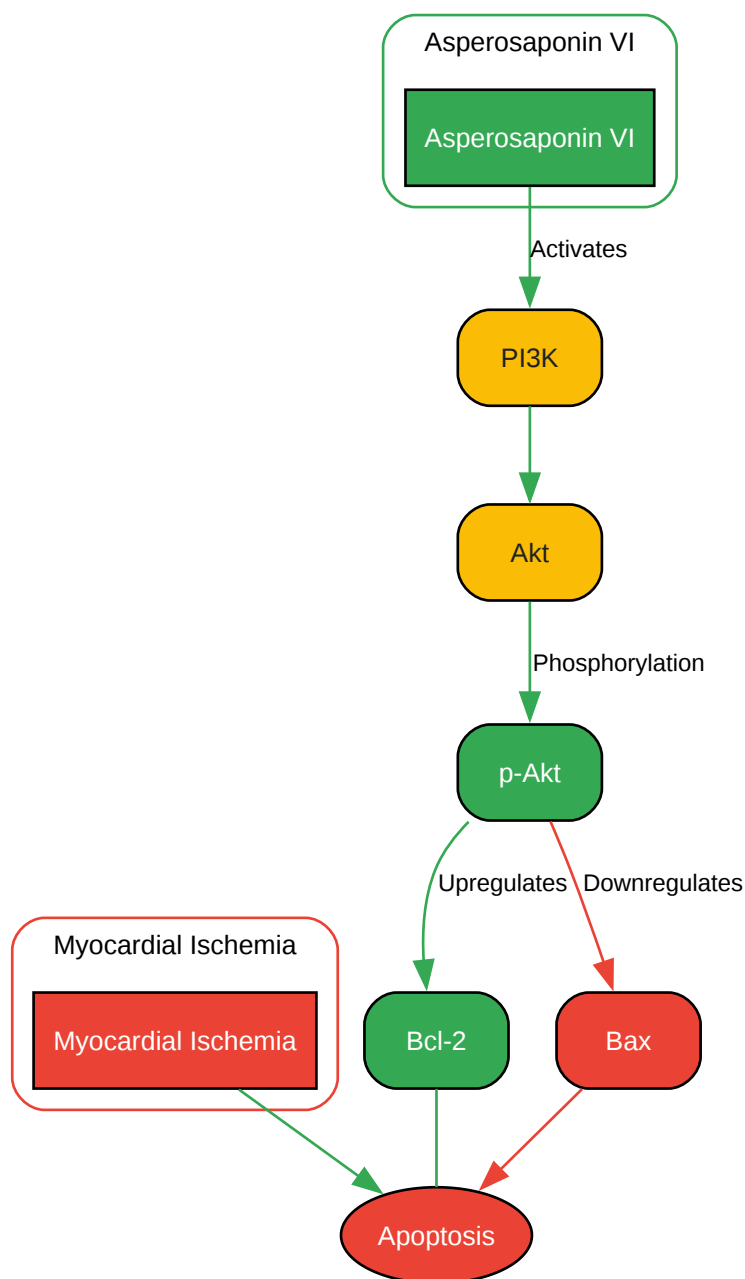 Asperosaponin VI
Asperosaponin VI
Activates
PI3K
Akt
Phosphorylation
p-Akt
Upregulates
Downregulates
Myocardial Ischemia
Myocardial Ischemia
Bcl-2
Bax
Apoptosis